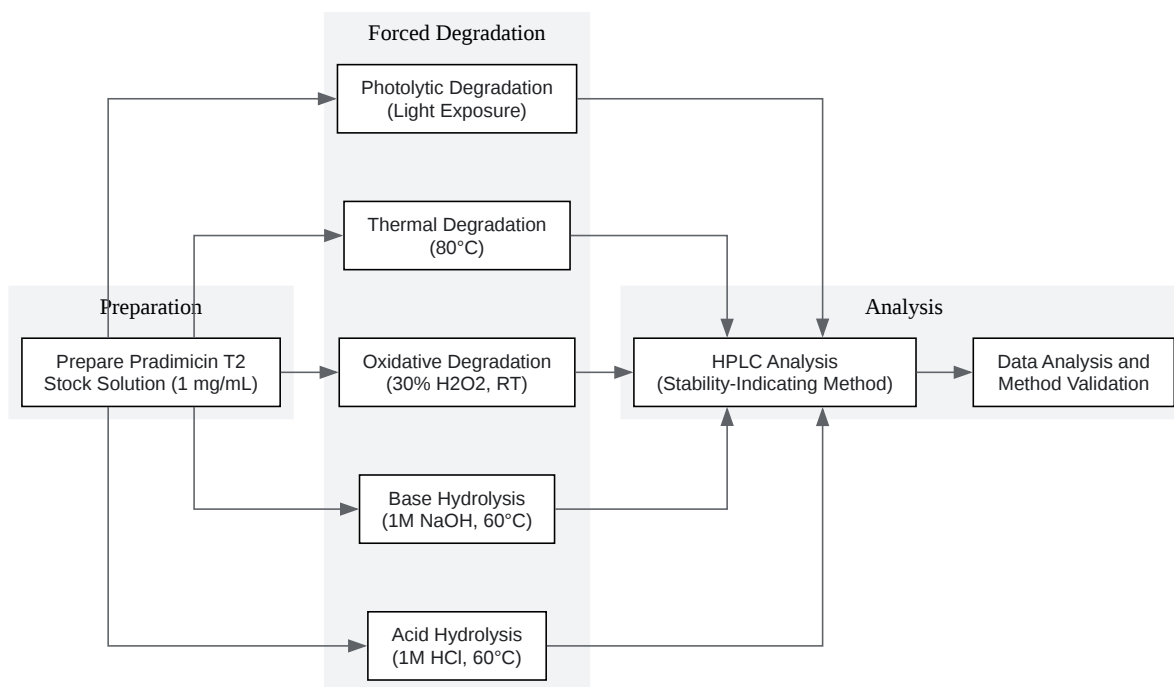 Forced Degradation
Photolytic Degradation
(Light Exposure)
Thermal Degradation
(80°C)
Preparation
Analysis
Prepare Pradimicin T2
Stock Solution (1 mg/mL)
Oxidative Degradation
(30% H2O2, RT)
HPLC Analysis
(Stability-Indicating Method)
Data Analysis and
Method Validation
Base Hydrolysis
(1M NaOH, 60°C)
Acid Hydrolysis
(1M HCl, 60°C)